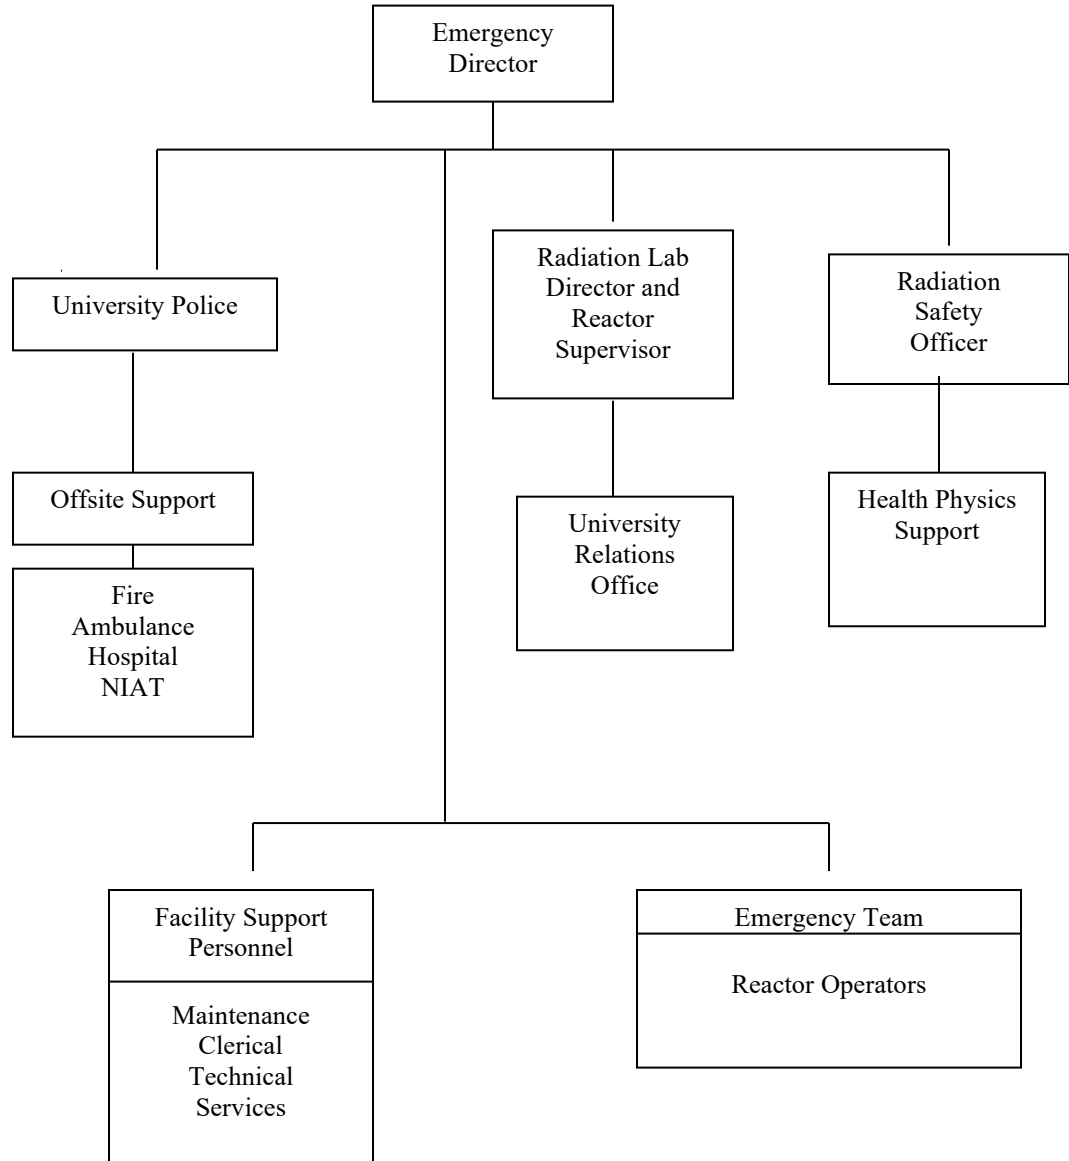 Emergency
Director
University Police
Radiation Lab
Director and
Reactor
Supervisor
Radiation
Safety
Officer
Offsite Support
Fire
Ambulance
Hospital
NIAT
University
Relations
Office
Health Physics
Support
Facility Support
Personnel
Maintenance
Clerical
Technical
Services
Emergency Team
Reactor Operators